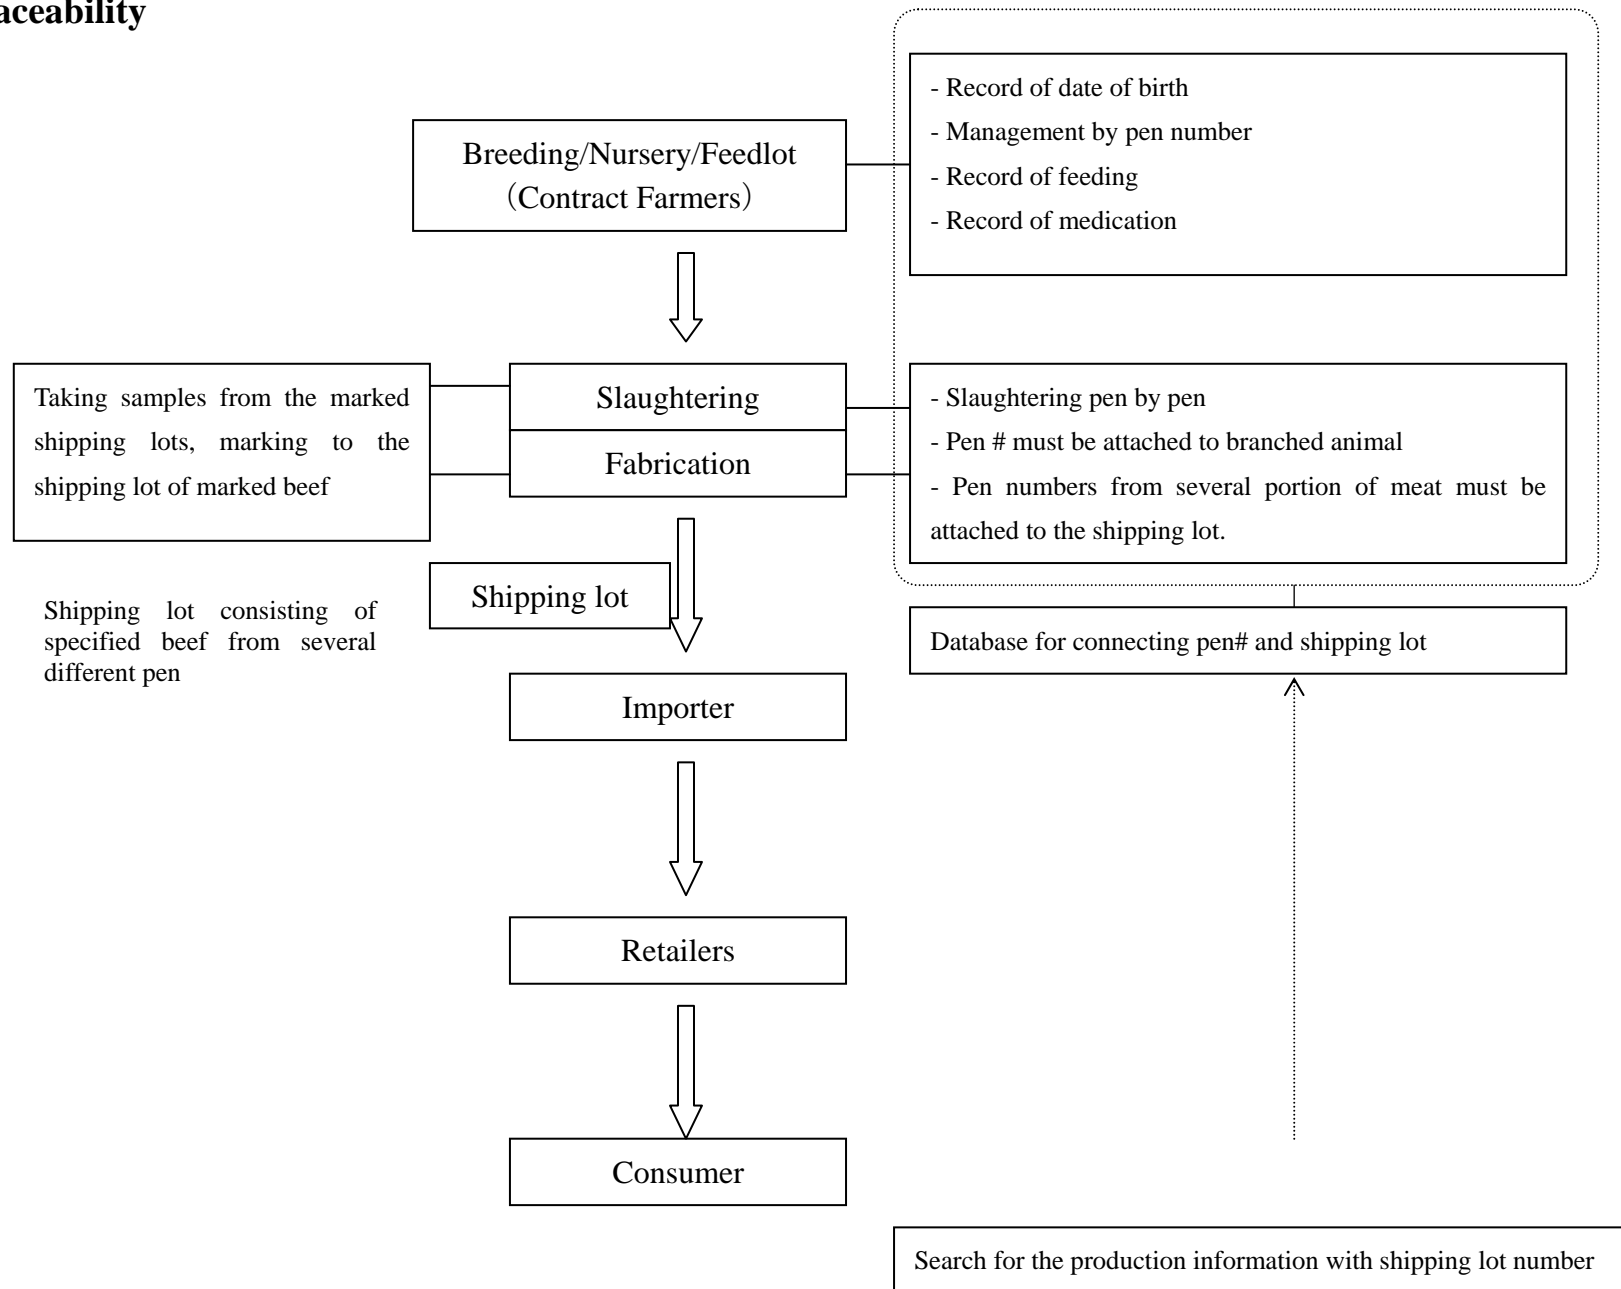 aceability
- Record of date of birth
- Management by pen number
- Record of feeding
- Record of medication
Breeding/Nursery/Feedlot
（Contract Farmers）
Taking samples from the marked
shipping lots, marking to the
shipping lot of marked beef
Slaughtering
Fabrication
- Slaughtering pen by pen
- Pen # must be attached to branched animal
- Pen numbers from several portion of meat must be
attached to the shipping lot.
Shipping lot
Shipping lot consisting of
specified beef from several
different pen
Database for connecting pen# and shipping lot
Importer
Retailers
Consumer
Search for the production information with shipping lot number